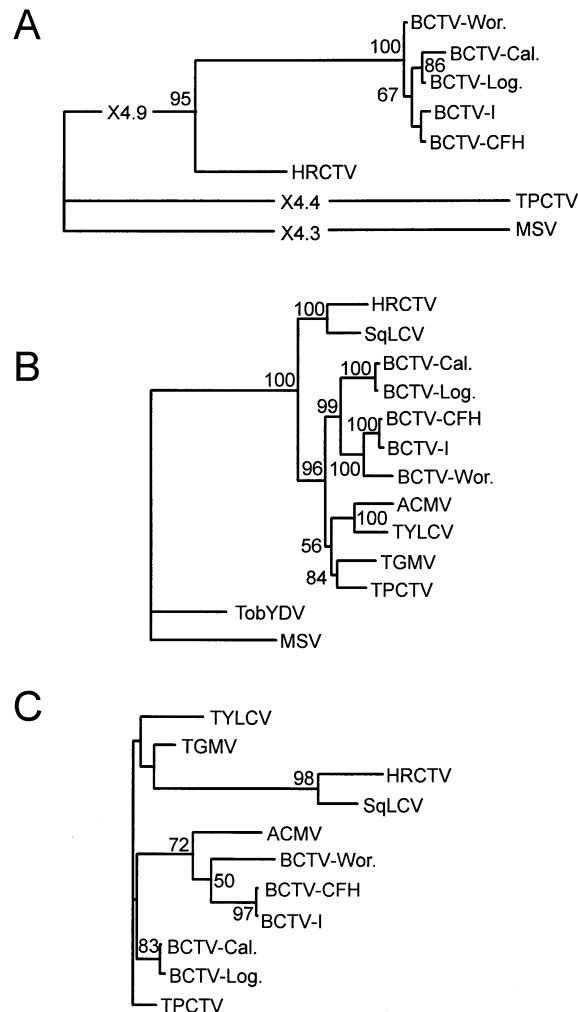 A
BCTV-Wor.
100
BCTV-Cal.
86
BCTV-Log.
67
95
X4.9
BCTV-I
BCTV-CFH
HRCTV
X4.4
TPCTV
X4.3
MSV
B
100
HRCTV
SqLCV
100
BCTV-Cal.
100
BCTV-Log.
99
BCTV-CFH
100
BCTV-I
100
96
BCTV-Wor.
ACMV
100
TYLCV
56
TGMV
84
TPCTV
TobYDV
MSV
C
TYLCV
TGMV
98
HRCTV
SqLCV
72
ACMV
BCTV-Wor.
50
BCTV-CFH
97
BCTV-I
83
BCTV-Cal.
BCTV-Log.
TPCTV